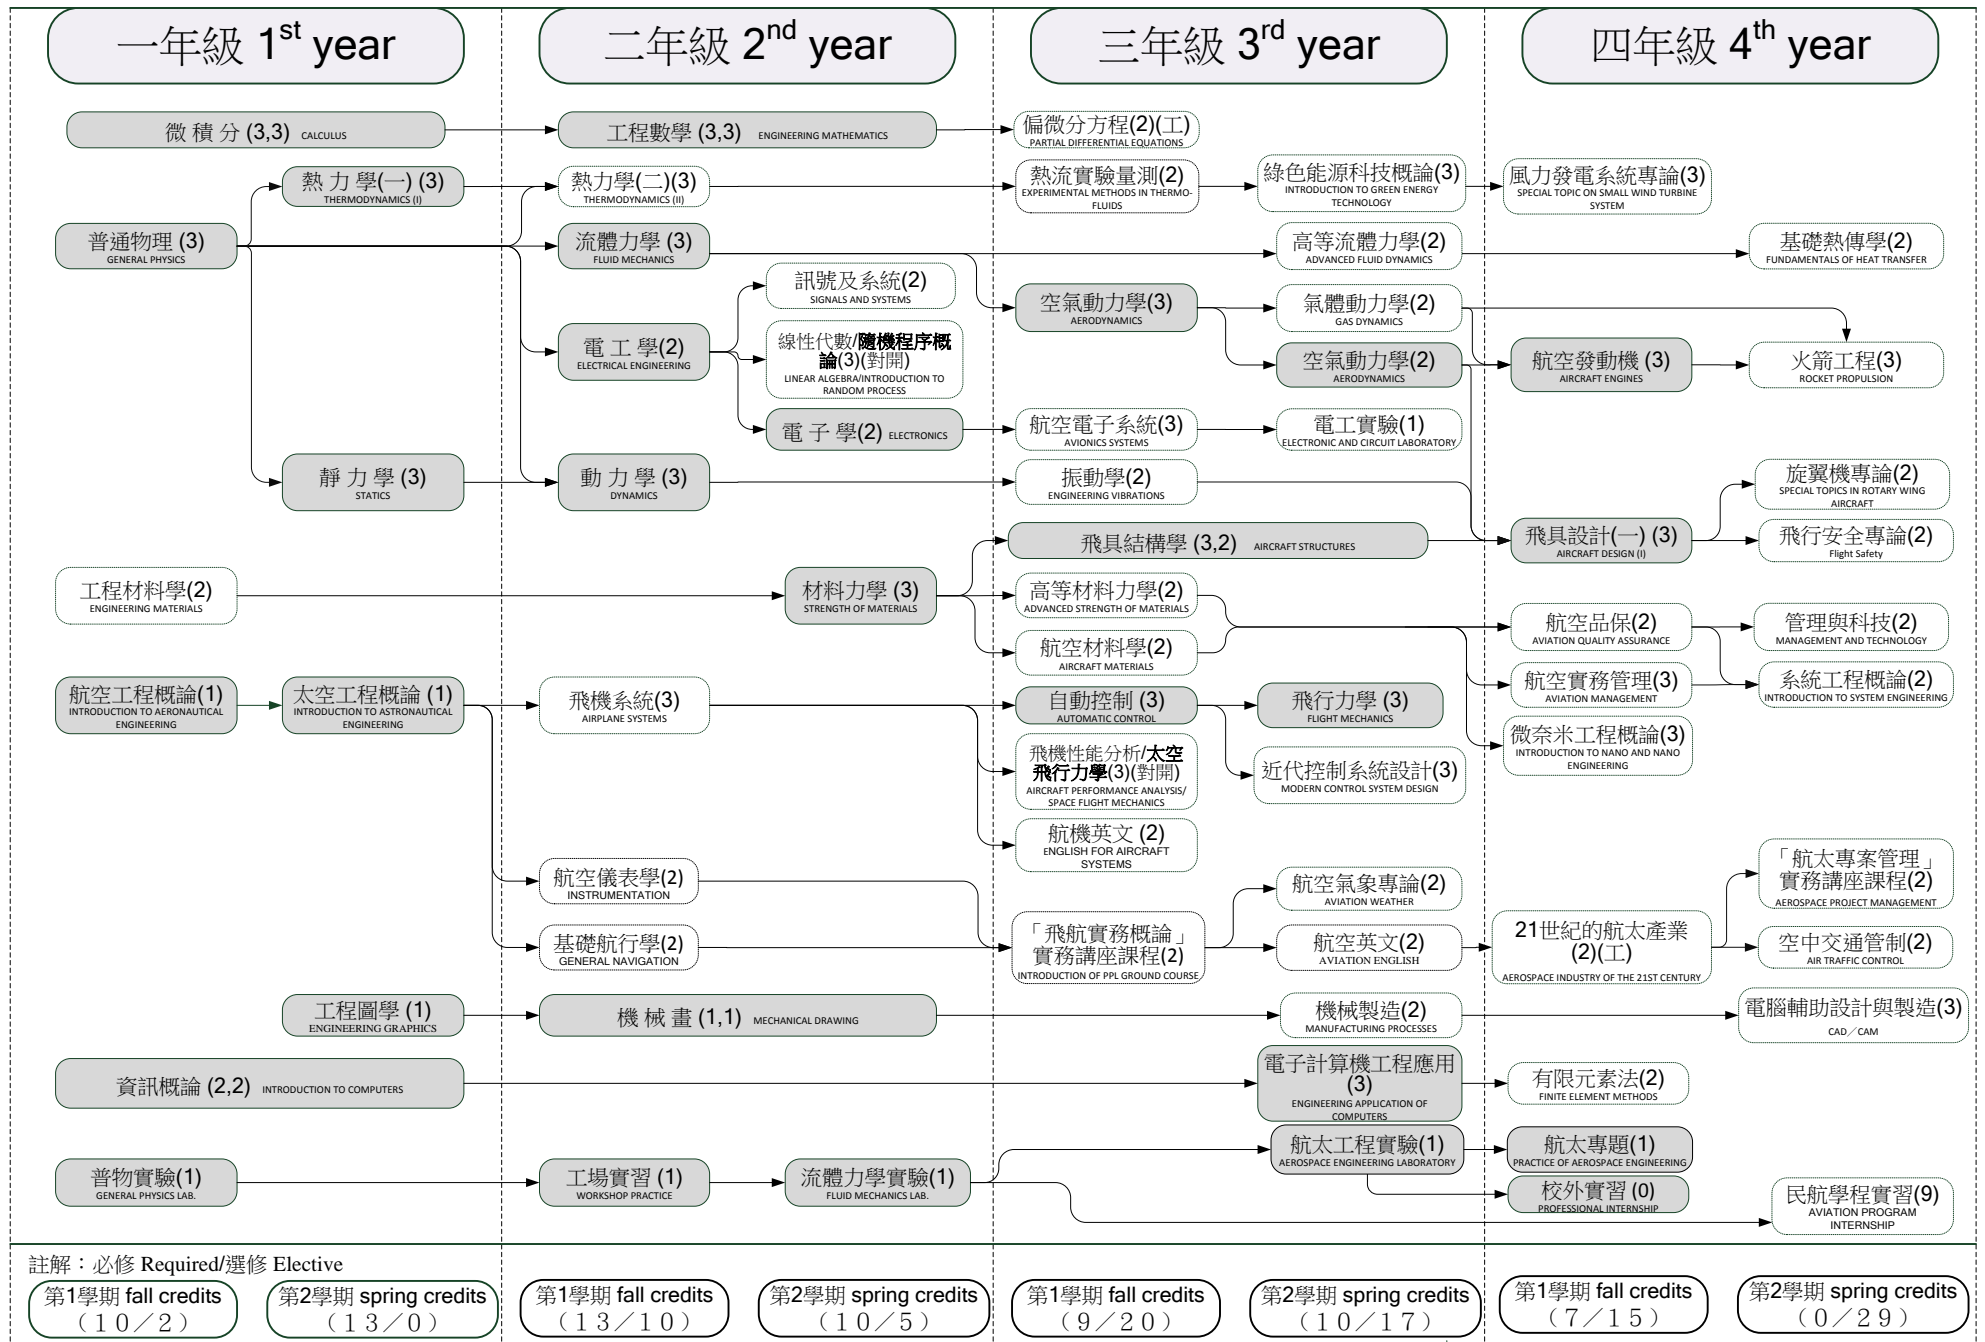 一年級 1st year
二年級 2nd year
三年級 3rd year
四年級 4th year
微 積 分 (3,3) CALCULUS
工程數學 (3,3) ENGINEERING MATHEMATICS
偏微分方程(2)(工)
PARTIAL DIFFERENTIAL EQUATIONS
熱 力 學(一) (3)
THERMODYNAMICS (I)
熱力學(二)(3)
THERMODYNAMICS (II)
熱流實驗量測(2)
EXPERIMENTAL METHODS IN THERMO-
FLUIDS
綠色能源科技概論(3)
INTRODUCTION TO GREEN ENERGY
TECHNOLOGY
風力發電系統專論(3)
SPECIAL TOPIC ON SMALL WIND TURBINE
SYSTEM
普通物理 (3)
GENERAL PHYSICS
流體力學 (3)
FLUID MECHANICS
高等流體力學(2)
ADVANCED FLUID DYNAMICS
基礎熱傳學(2)
FUNDAMENTALS OF HEAT TRANSFER
訊號及系統(2)
SIGNALS AND SYSTEMS
空氣動力學(3)
AERODYNAMICS
氣體動力學(2)
GAS DYNAMICS
電 工 學(2)
ELECTRICAL ENGINEERING
線性代數/隨機程序概
論(3)(對開)
LINEAR ALGEBRA/INTRODUCTION TO
RANDOM PROCESS
空氣動力學(2)
AERODYNAMICS
航空發動機 (3)
AIRCRAFT ENGINES
火箭工程(3)
ROCKET PROPULSION
電 子 學(2) ELECTRONICS
航空電子系統(3)
AVIONICS SYSTEMS
電工實驗(1)
ELECTRONIC AND CIRCUIT LABORATORY
靜 力 學 (3)
STATICS
動 力 學 (3)
DYNAMICS
振動學(2)
ENGINEERING VIBRATIONS
旋翼機專論(2)
SPECIAL TOPICS IN ROTARY WING
AIRCRAFT
飛具結構學 (3,2) AIRCRAFT STRUCTURES
飛具設計(一) (3)
AIRCRAFT DESIGN (I)
飛行安全專論(2)
Flight Safety
工程材料學(2)
ENGINEERING MATERIALS
材料力學 (3)
STRENGTH OF MATERIALS
高等材料力學(2)
ADVANCED STRENGTH OF MATERIALS
航空品保(2)
AVIATION QUALITY ASSURANCE
管理與科技(2)
MANAGEMENT AND TECHNOLOGY
航空材料學(2)
AIRCRAFT MATERIALS
航空工程概論(1)
INTRODUCTION TO AERONAUTICAL
ENGINEERING
太空工程概論 (1)
INTRODUCTION TO ASTRONAUTICAL
ENGINEERING
飛機系統(3)
AIRPLANE SYSTEMS
自動控制 (3)
AUTOMATIC CONTROL
飛行力學 (3)
FLIGHT MECHANICS
航空實務管理(3)
AVIATION MANAGEMENT
系統工程概論(2)
INTRODUCTION TO SYSTEM ENGINEERING
飛機性能分析/太空
飛行力學(3)(對開)
AIRCRAFT PERFORMANCE ANALYSIS/
SPACE FLIGHT MECHANICS
近代控制系統設計(3)
MODERN CONTROL SYSTEM DESIGN
微奈米工程概論(3)
INTRODUCTION TO NANO AND NANO
ENGINEERING
航機英文 (2)
ENGLISH FOR AIRCRAFT
SYSTEMS
航空儀表學(2)
INSTRUMENTATION
航空氣象專論(2)
AVIATION WEATHER
「航太專案管理」
實務講座課程(2)
AEROSPACE PROJECT MANAGEMENT
基礎航行學(2)
GENERAL NAVIGATION
「飛航實務概論」
實務講座課程(2)
INTRODUCTION OF PPL GROUND COURSE
航空英文(2)
AVIATION ENGLISH
21世紀的航太產業
(2)(工)
AEROSPACE INDUSTRY OF THE 21ST CENTURY
空中交通管制(2)
AIR TRAFFIC CONTROL
工程圖學 (1)
ENGINEERING GRAPHICS
機 械 畫 (1,1) MECHANICAL DRAWING
機械製造(2)
MANUFACTURING PROCESSES
電腦輔助設計與製造(3)
CAD／CAM
資訊概論 (2,2) INTRODUCTION TO COMPUTERS
電子計算機工程應用
(3)
ENGINEERING APPLICATION OF
COMPUTERS
有限元素法(2)
FINITE ELEMENT METHODS
普物實驗(1)
GENERAL PHYSICS LAB.
工場實習 (1)
WORKSHOP PRACTICE
流體力學實驗(1)
FLUID MECHANICS LAB.
航太工程實驗(1)
AEROSPACE ENGINEERING LABORATORY
航太專題(1)
PRACTICE OF AEROSPACE ENGINEERING
校外實習 (0)
PROFESSIONAL INTERNSHIP
民航學程實習(9)
AVIATION PROGRAM
INTERNSHIP
註解：必修 Required/選修 Elective
第1學期 fall credits
（１０／２）
第2學期 spring credits
（１３／０）
第1學期 fall credits
（１３／１０）
第2學期 spring credits
（１０／５）
第1學期 fall credits
（９／２０）
第2學期 spring credits
（１０／１７）
第1學期 fall credits
（７／１５）
第2學期 spring credits
（０／２９）